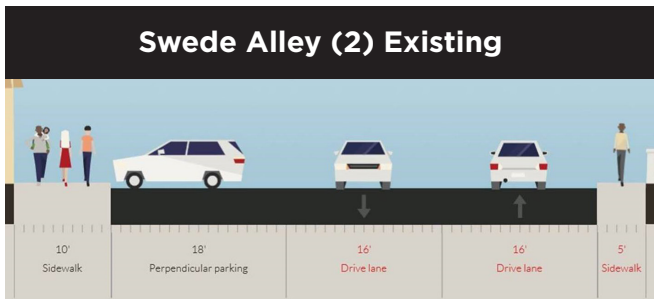 Swede Alley (2) Existing
10' 18' 16' 16' 5'
Sidewalk Perpendicular parking Drive lane Drive lane Sidewalk